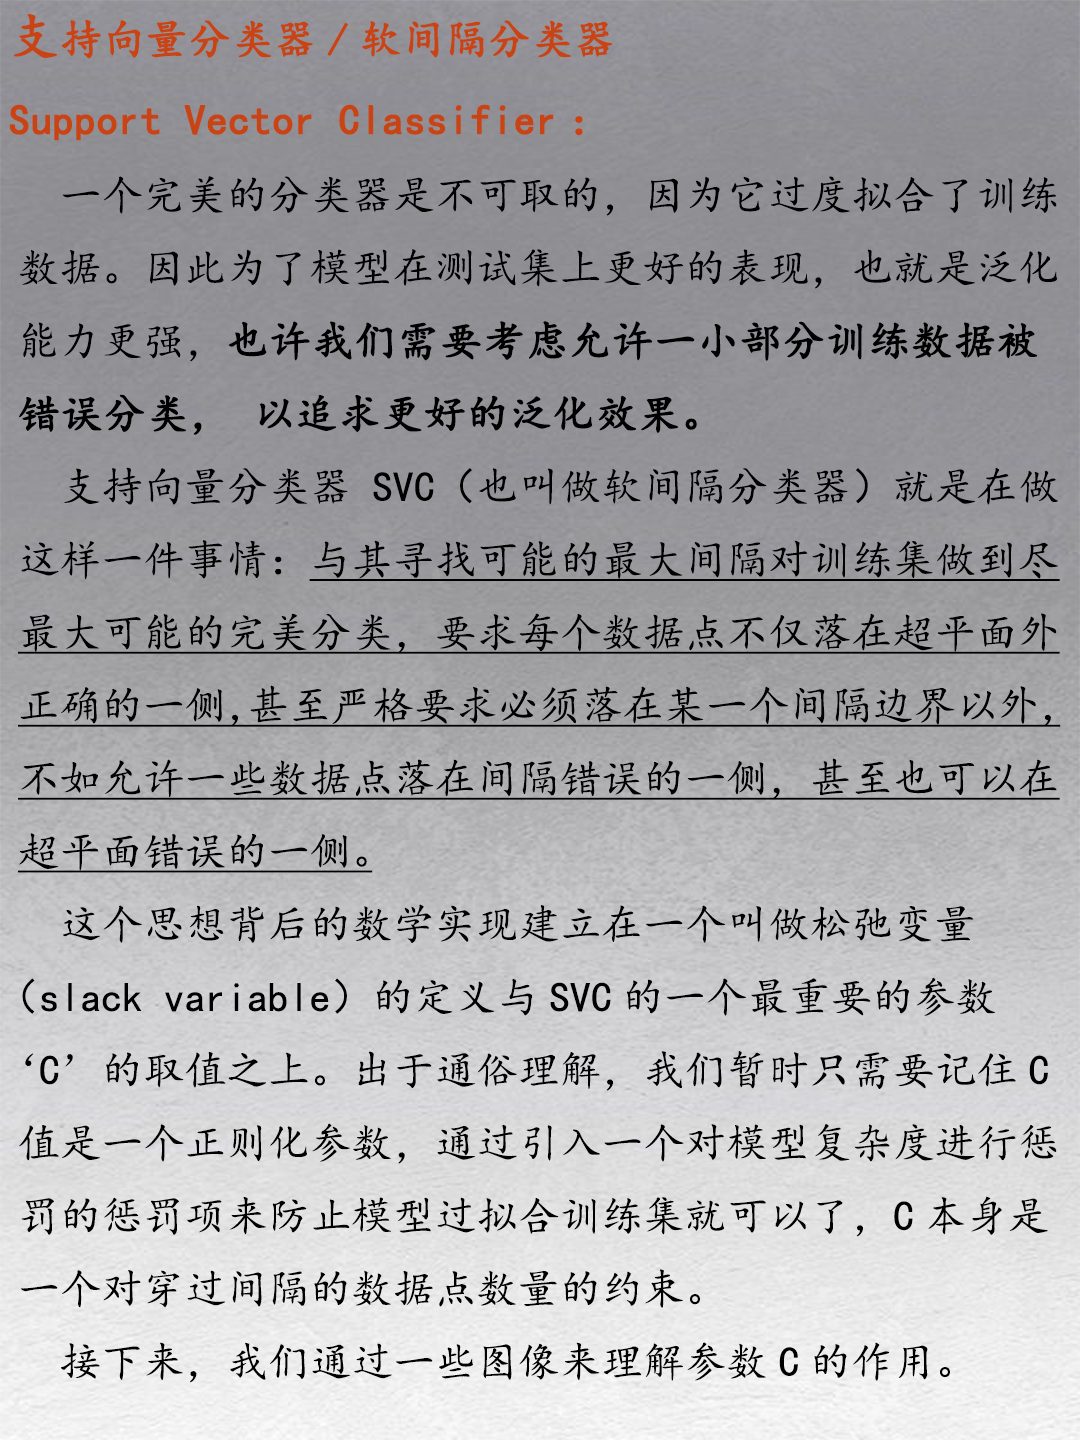 支持向量分类器/软间隔分类器
Support Vector Classifier：
一个完美的分类器是不可取的，因为它过度拟合了训练
数据。因此为了模型在测试集上更好的表现，也就是泛化
能力更强，也许我们需要考虑允许一小部分训练数据被
错误分类， 以追求更好的泛化效果。
支持向量分类器 SVC（也叫做软间隔分类器）就是在做
这样一件事情：与其寻找可能的最大间隔对训练集做到尽
最大可能的完美分类，要求每个数据点不仅落在超平面外
正确的一侧,甚至严格要求必须落在某一个间隔边界以外，
不如允许一些数据点落在间隔错误的一侧，甚至也可以在
超平面错误的一侧。
这个思想背后的数学实现建立在一个叫做松弛变量
（slack variable）的定义与 SVC 的一个最重要的参数
‘C’的取值之上。出于通俗理解，我们暂时只需要记住 C
值是一个正则化参数，通过引入一个对模型复杂度进行惩
罚的惩罚项来防止模型过拟合训练集就可以了，C 本身是
一个对穿过间隔的数据点数量的约束。
接下来，我们通过一些图像来理解参数 C 的作用。